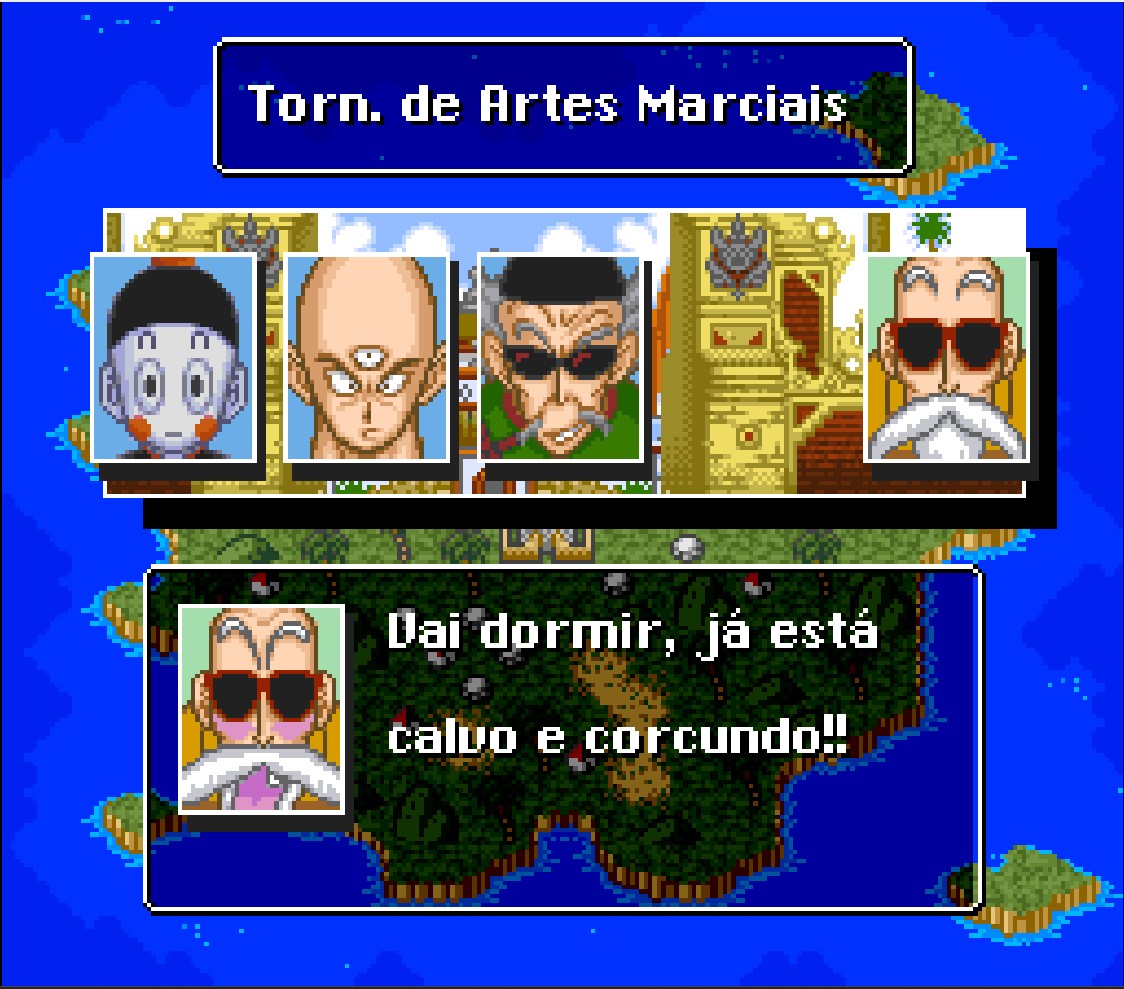 Torn. de Artes Marciais
Vai dormir, já está
calvo e corcundo!!